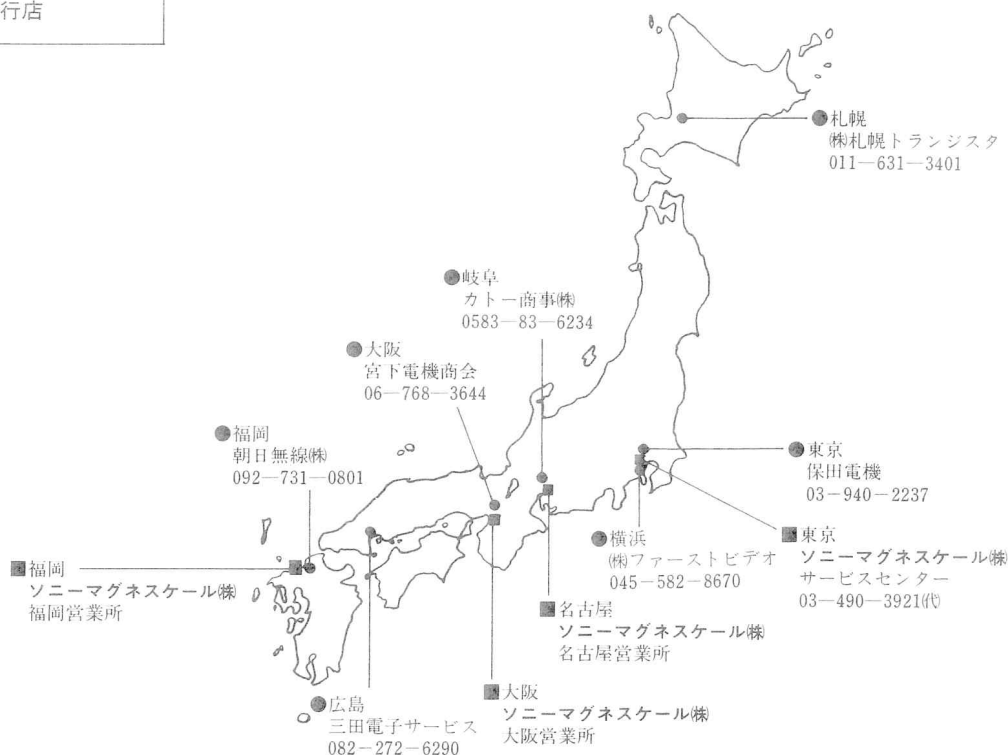 行店
●札幌
㈱札幌トランジスタ
011―631―3401
●岐阜
カトー商事㈱
0583―83―6234
●大阪
宮下電機商会
06―768―3644
●福岡
朝日無線㈱
092―731―0801
●東京
保田電機
03-940-2237
●横浜
㈱ファーストビデオ
045―582―8670
■東京
ソニーマグネスケール㈱
サービスセンター
03―490―3921㈹
■福岡
ソニーマグネスケール㈱
福岡営業所
■名古屋
ソニーマグネスケール㈱
名古屋営業所
■大阪
ソニーマグネスケール㈱
大阪営業所
●広島
三田電子サービス
082-272-6290